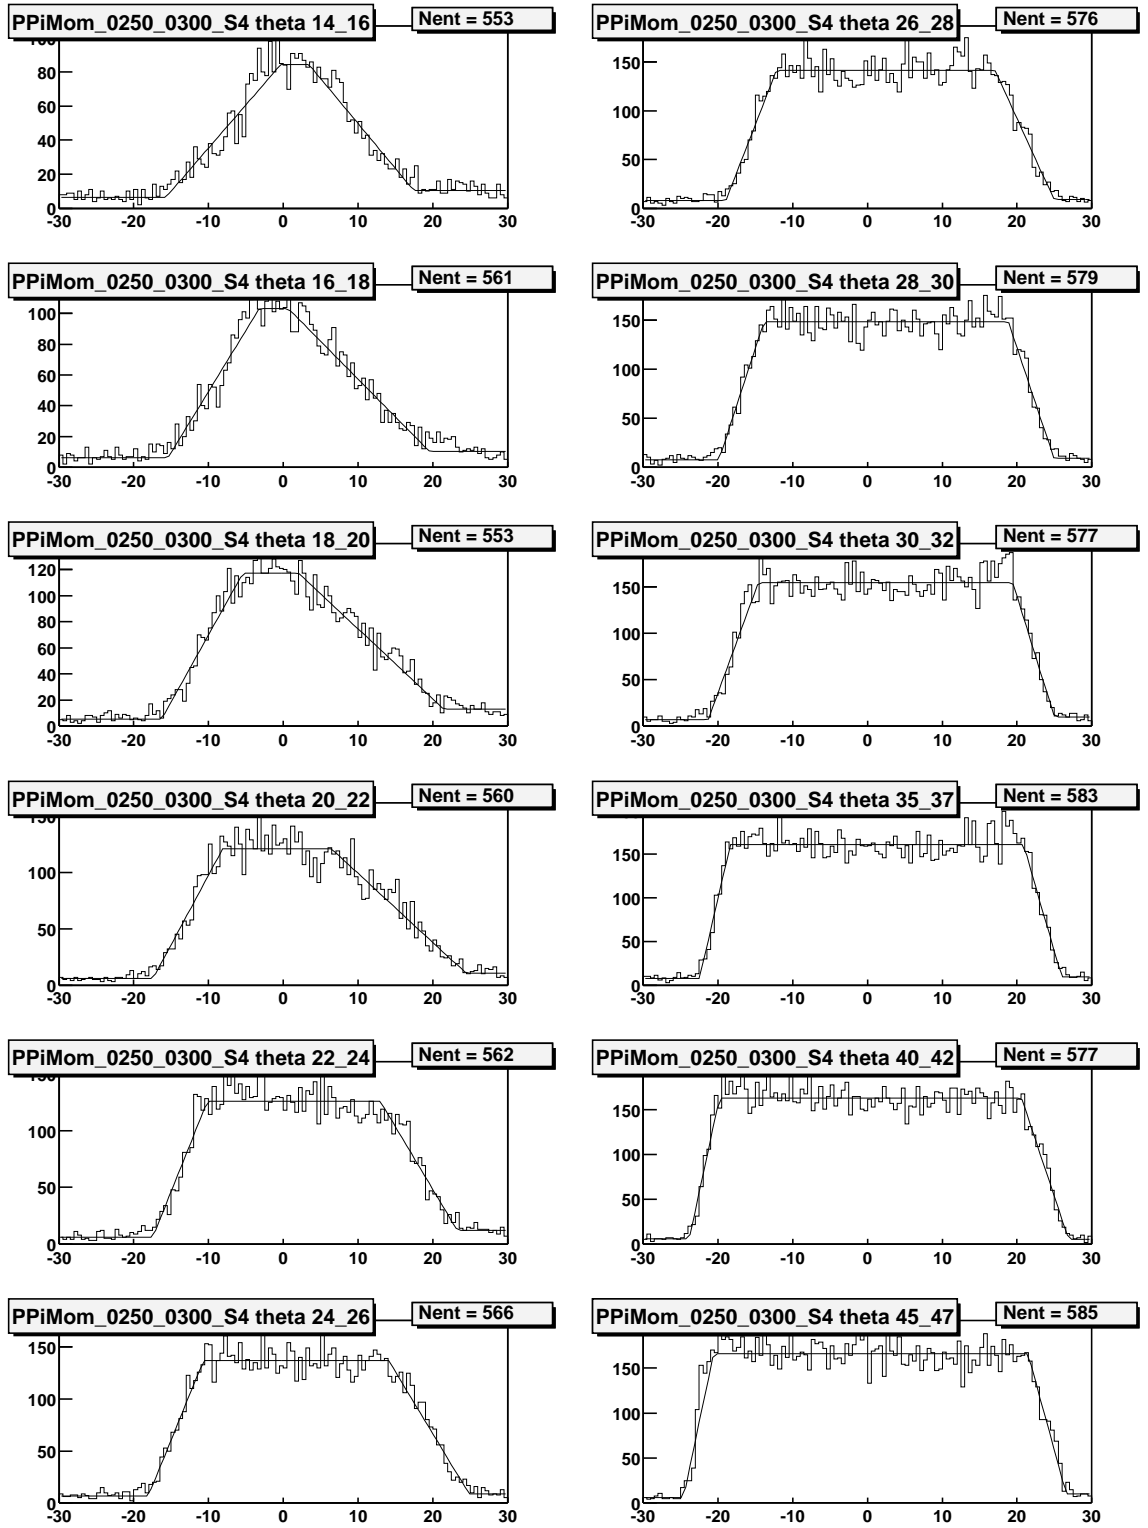 PPiMom_0250_0300_S4 theta 14_16
Nent = 553
100
80
60
40
20
0
-30 -20 -10 0 10 20 30
PPiMom_0250_0300_S4 theta 26_28
Nent = 576
150
100
50
0
-30 -20 -10 0 10 20 30
PPiMom_0250_0300_S4 theta 16_18
Nent = 561
100
80
60
40
20
0
-30 -20 -10 0 10 20 30
PPiMom_0250_0300_S4 theta 28_30
Nent = 579
150
100
50
0
-30 -20 -10 0 10 20 30
PPiMom_0250_0300_S4 theta 18_20
Nent = 553
120
100
80
60
40
20
0
-30 -20 -10 0 10 20 30
PPiMom_0250_0300_S4 theta 30_32
Nent = 577
150
100
50
0
-30 -20 -10 0 10 20 30
PPiMom_0250_0300_S4 theta 20_22
Nent = 560
150
100
50
0
-30 -20 -10 0 10 20 30
PPiMom_0250_0300_S4 theta 35_37
Nent = 583
150
100
50
0
-30 -20 -10 0 10 20 30
PPiMom_0250_0300_S4 theta 22_24
Nent = 562
150
100
50
0
-30 -20 -10 0 10 20 30
PPiMom_0250_0300_S4 theta 40_42
Nent = 577
150
100
50
0
-30 -20 -10 0 10 20 30
PPiMom_0250_0300_S4 theta 24_26
Nent = 566
150
100
50
0
-30 -20 -10 0 10 20 30
PPiMom_0250_0300_S4 theta 45_47
Nent = 585
150
100
50
0
-30 -20 -10 0 10 20 30